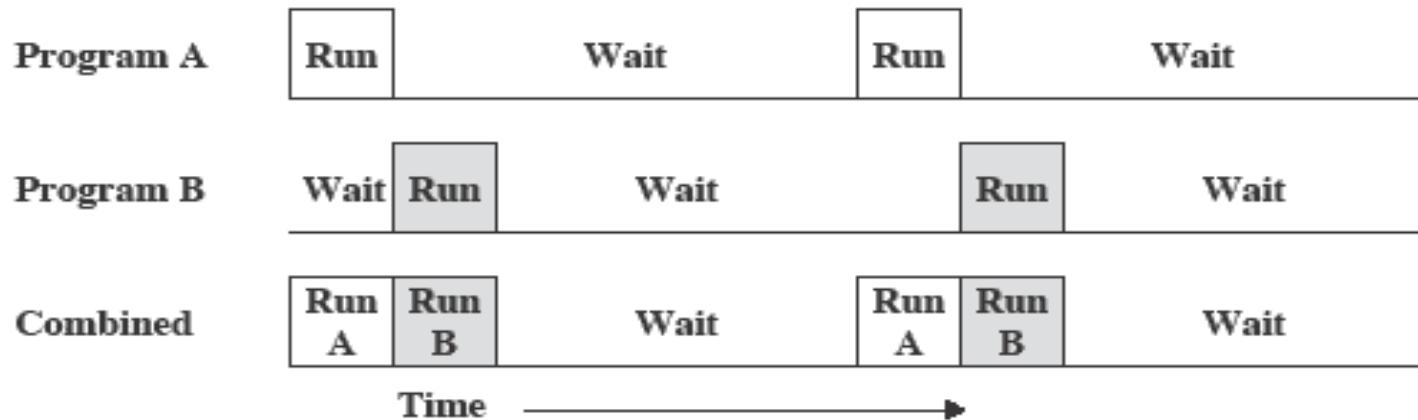 Program A Run Wait Run Wait
Program B Wait Run Wait Run Wait
Combined Run A Run B Wait Run A Run B Wait
Time